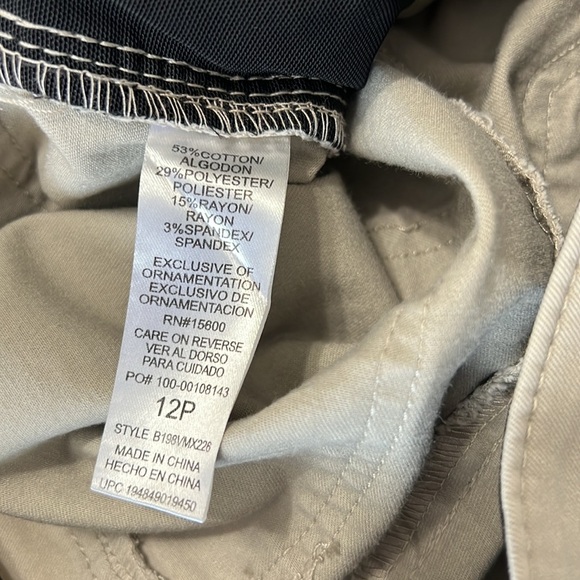 53%COTTON/
ALGODON
29%POLYESTER/
POLIESTER
15%RAYON/
RAYON
3%SPANDEX/
SPANDEX
EXCLUSIVE OF
ORNAMENTATION
EXCLUSIVO DE
ORNAMENTACION
RN#15600
CARE ON REVERSE
VER AL DORSO
PARA CUIDADO
PO# 100-00108143
12P
STYLE B198VMX226
MADE IN CHINA
HECHO EN CHINA
UPC 194849019450